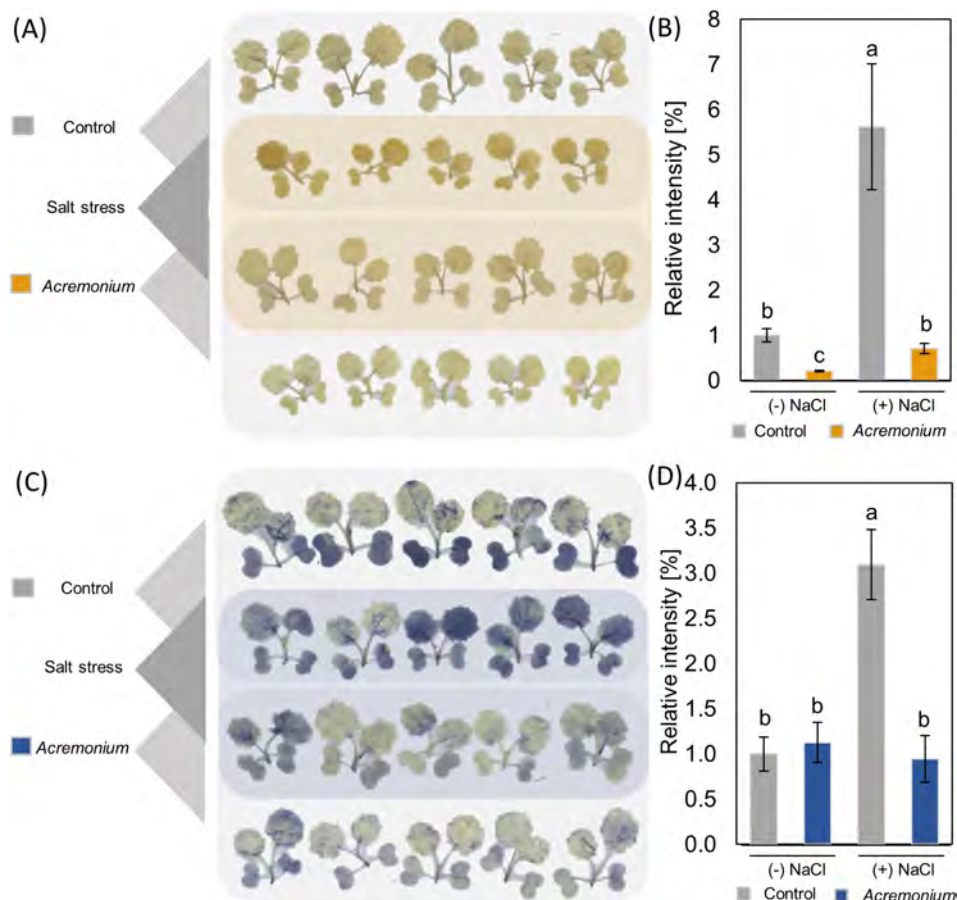 (A)
Control
Salt stress
Acremonium
(B)
Relative intensity [%]
8
7
6
5
4
3
2
1
0
b
c
a
b
(-) NaCl
(+) NaCl
Control
Acremonium
(C)
Control
Salt stress
Acremonium
(D)
Relative intensity [%]
4.0
3.5
3.0
2.5
2.0
1.5
1.0
0.5
0.0
b
b
a
b
(-) NaCl
(+) NaCl
Control
Acremonium